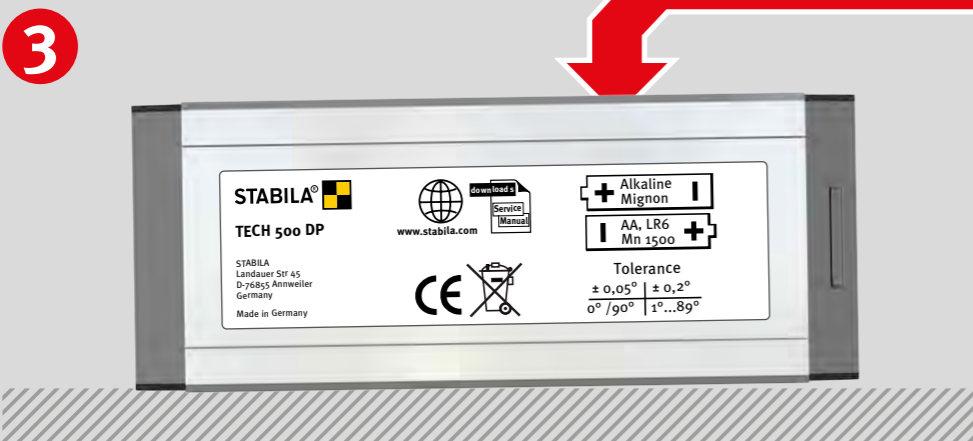 3
STABILA®
TECH 500 DP
STABILA
Landauer Str 45
D-76855 Annweiler
Germany
Made in Germany
downloads
Service
Manual
www.stabila.com
CE
+ Alkaline Mignon I
I AA, LR6 Mn 1500 +
Tolerance
± 0,05° | ± 0,2°
0° /90° | 1°...89°